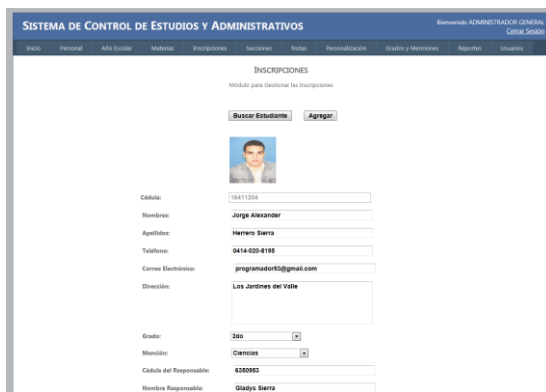 SISTEMA DE CONTROL DE ESTUDIOS Y ADMINISTRATIVOS
Bienvenido ADMINISTRADOR GENERAL
Cerrar Sesión
Inicio Personal Año Escolar Materias Inscripciones Secciones Notas Personalización Grados y Menciones Reportes Usuarios
INSCRIPCIONES
Módulo para Gestionar las Inscripciones
Buscar Estudiante Agregar
Cédula: 16411204
Nombres: Jorge Alexander
Apellidos: Herrero Sierra
Teléfono: 0414-020-8195
Correo Electrónico: programador53@gmail.com
Dirección: Los Jardines del Valle
Grado: 2do
Mención: Ciencias
Cédula del Responsable: 6350953
Nombre Responsable: Gladys Sierra